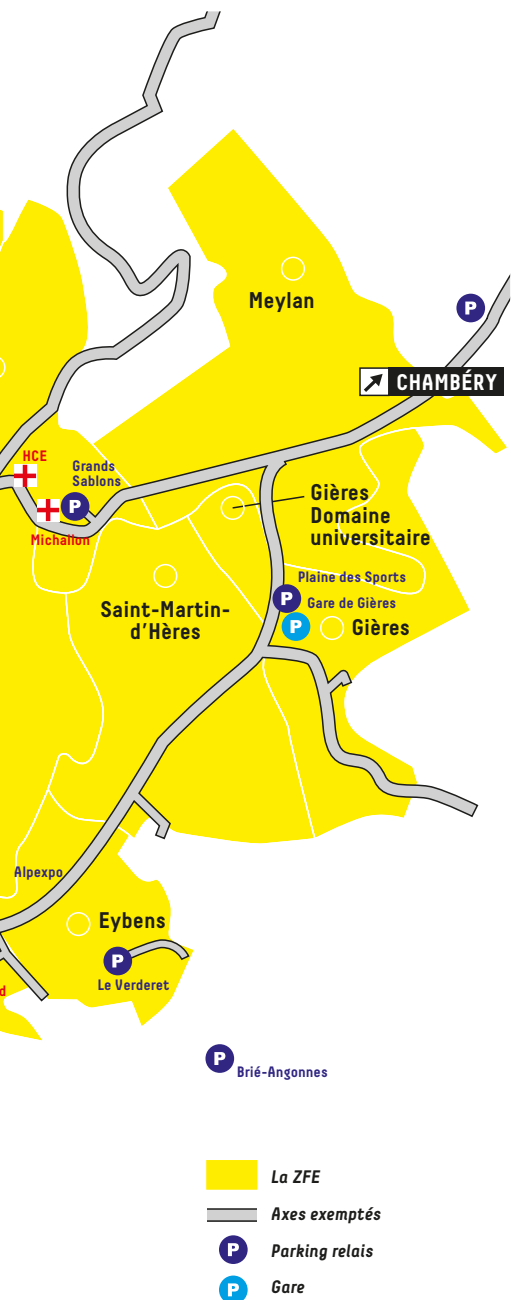 Meylan
P
CHAMBÉRY
HCE
Grands
Sablons
P
Michallon
Gières
Domaine
universitaire
Plaine des Sports
P
Gare de Gières
P
Gières
Saint-Martin-
d'Hères
Alpexpo
Eybens
P
Le Verderet
d
P
Brié-Angonnes
La ZFE
Axes exemptés
P
Parking relais
P
Gare